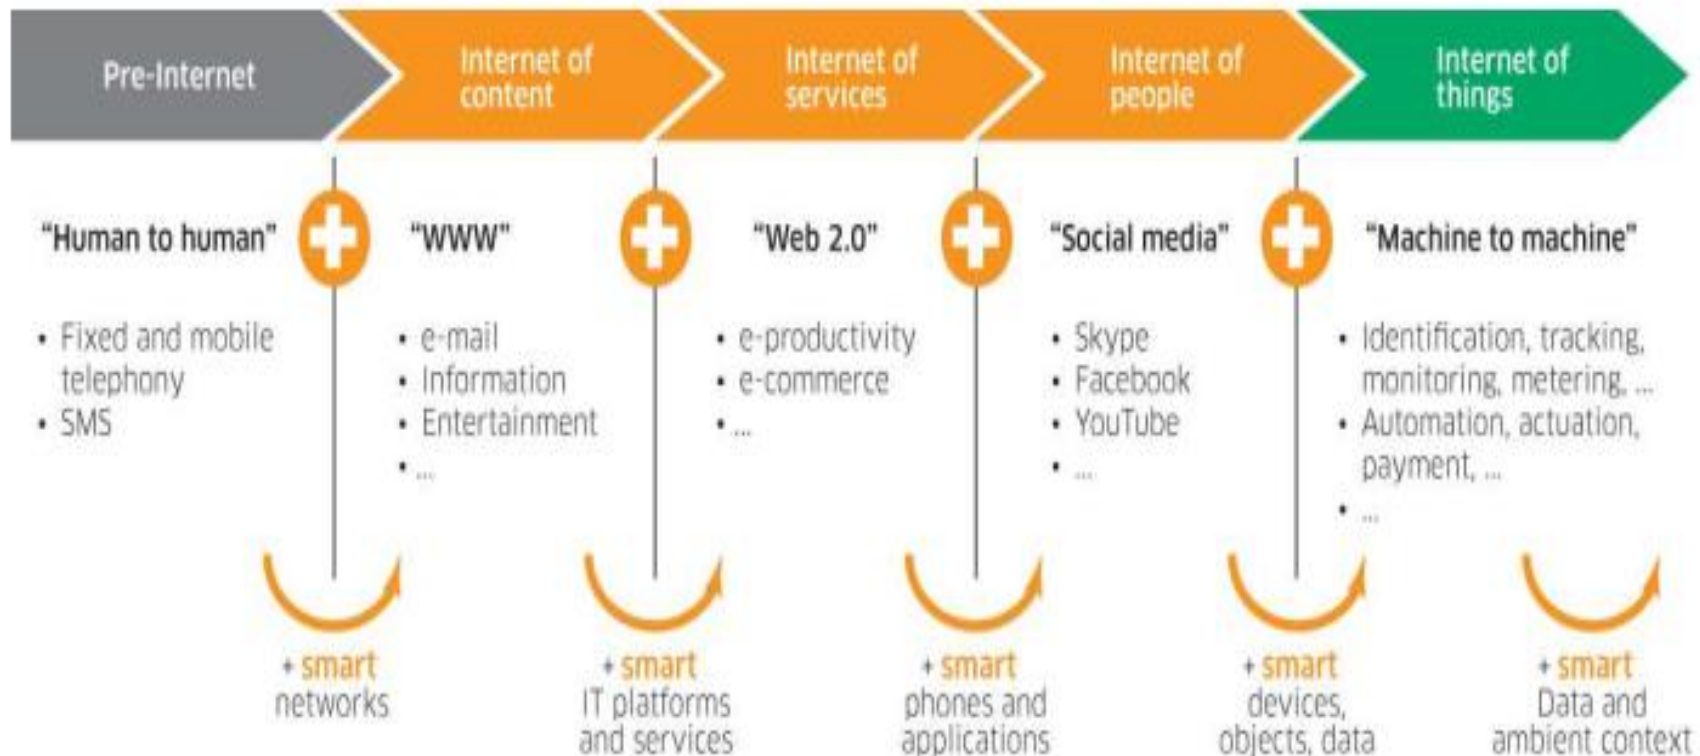 Pre-Internet
Internet of
content
Internet of
services
Internet of
people
Internet of
things
“Human to human”
“WWW”
“Web 2.0”
“Social media”
“Machine to machine”
• Fixed and mobile
telephony
• SMS
• e-mail
• Information
• Entertainment
• ...
• e-productivity
• e-commerce
• ...
• Skype
• Facebook
• YouTube
• ...
• Identification, tracking,
monitoring, metering, ...
• Automation, actuation,
payment, ...
• ...
+ smart
networks
+ smart
IT platforms
and services
+ smart
phones and
applications
+ smart
devices,
objects, data
+ smart
Data and
ambient context